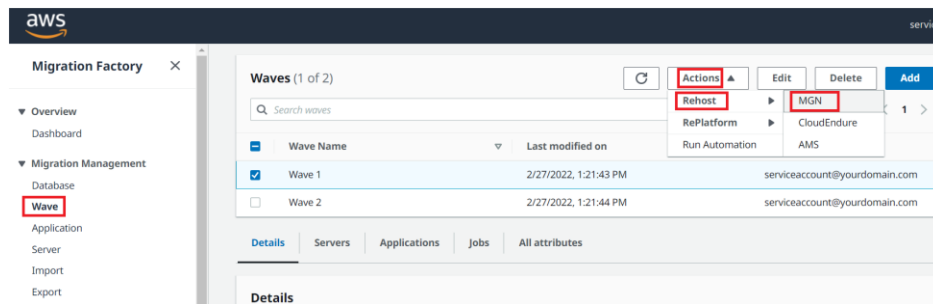 aws
servi
Migration Factory
Waves (1 of 2)
Actions
Edit
Delete
Add
Search waves
Rehost
MGN
1
RePlatform
CloudEndure
Run Automation
AMS
Overview
Dashboard
Migration Management
Database
Wave
Application
Server
Import
Export
Wave Name
Last modified on
Wave 1
2/27/2022, 1:21:43 PM
serviceaccount@yourdomain.com
Wave 2
2/27/2022, 1:21:44 PM
serviceaccount@yourdomain.com
Details
Servers
Applications
Jobs
All attributes
Details